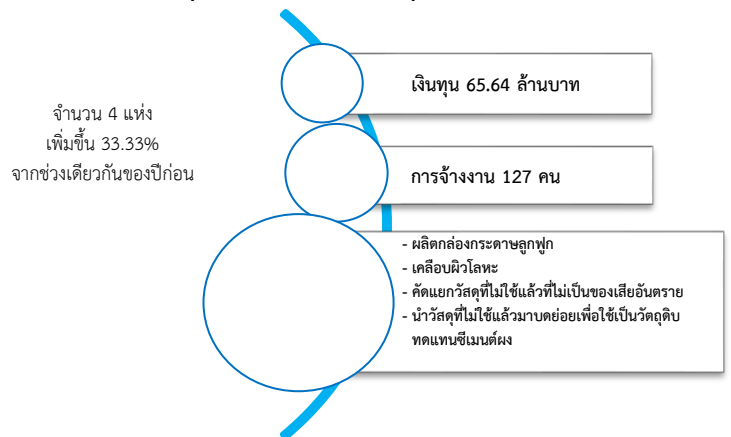 เงินทุน 65.64 ล้านบาท
จำนวน 4 แห่ง
เพิ่มขึ้น 33.33%
จากช่วงเดียวกันของปีก่อน
การจ้างงาน 127 คน
- ผลิตกล่องกระดาษลูกฟูก
- เคลือบผิวโลหะ
- คัดแยกวัสดุที่ไม่ใช้แล้วที่ไม่เป็นของเสียอันตราย
- นำวัสดุที่ไม่ใช้แล้วมาบดย่อยเพื่อใช้เป็นวัตถุดิบ
ทดแทนซีเมนต์ผง